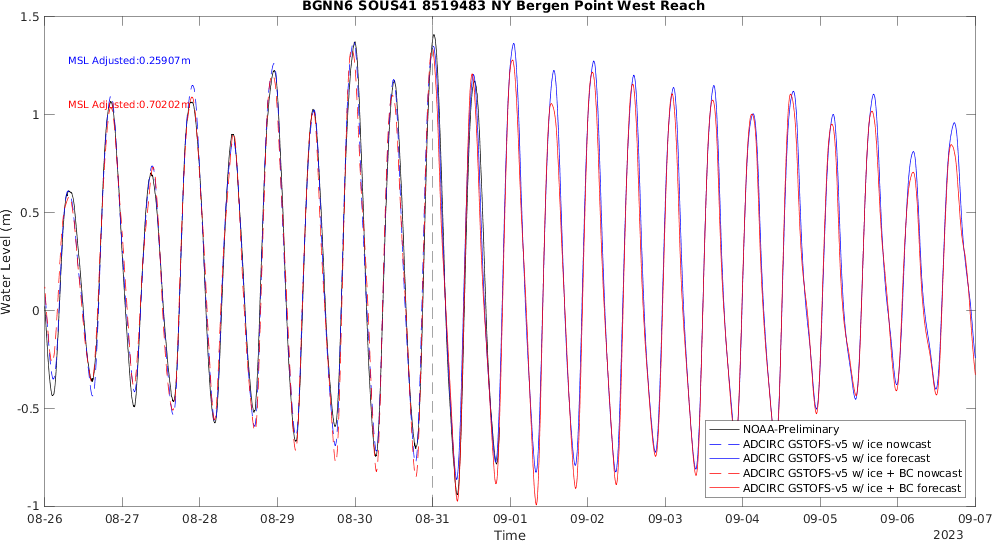 BGNN6 SOUS41 8519483 NY Bergen Point West Reach
1.5
MSL Adjusted:0.25907m
MSL Adjusted:0.70202m
1
0.5
Water Level (m)
0
-0.5
NOAA-Preliminary
ADCIRC GSTOFS-v5 w/ ice nowcast
ADCIRC GSTOFS-v5 w/ ice forecast
ADCIRC GSTOFS-v5 w/ ice + BC nowcast
ADCIRC GSTOFS-v5 w/ ice + BC forecast
-1
08-26 08-27 08-28 08-29 08-30 08-31 09-01 09-02 09-03 09-04 09-05 09-06 09-07
Time
2023